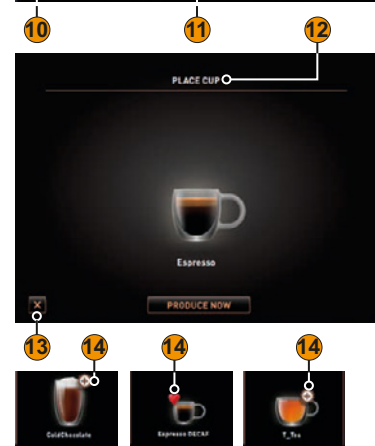 10 11 12
PLACE CUP
Espresso
X PRODUCE NOW
13 14 14 14
ColdChocolate Espresso DECAF T_Tea